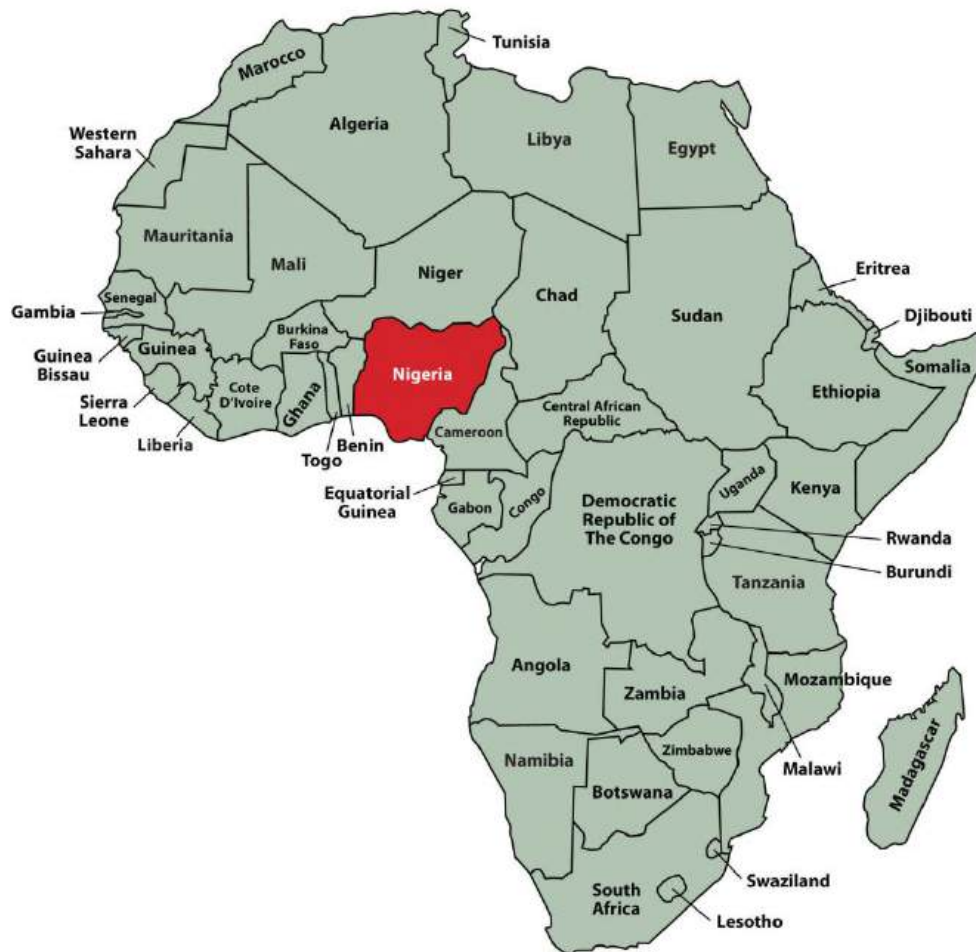 Tunisia
Marocco
Algeria
Libya
Egypt
Western
Sahara
Mauritania
Mali
Niger
Chad
Sudan
Eritrea
Djibouti
Somalia
Ethiopia
Senegal
Gambia
Guinea
Bissau
Guinea
Sierra
Leone
Liberia
Cote
D'Ivoire
Burkina
Faso
Ghana
Togo
Benin
Nigeria
Cameroon
Central African
Republic
Equatorial
Guinea
Gabon
Congo
Democratic
Republic of
The Congo
Uganda
Kenya
Rwanda
Burundi
Tanzania
Angola
Zambia
Mozambique
Malawi
Namibia
Zimbabwe
Botswana
Madagascar
Swaziland
South
Africa
Lesotho